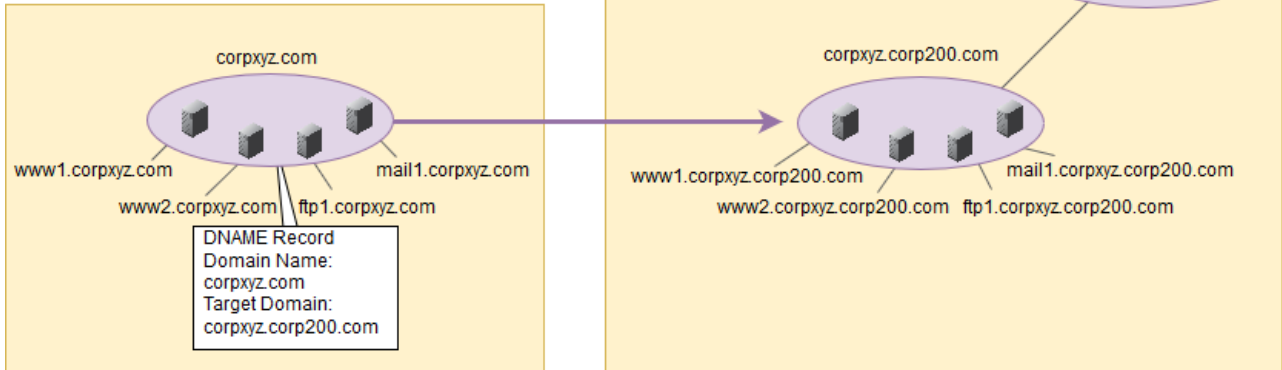 corpxyz.com
www1.corpxyz.com
mail1.corpxyz.com
www2.corpxyz.com
ftp1.corpxyz.com
DNAME Record
Domain Name:
corpxyz.com
Target Domain:
corpxyz.corp200.com
corpxyz.corp200.com
www1.corpxyz.corp200.com
mail1.corpxyz.corp200.com
www2.corpxyz.corp200.com
ftp1.corpxyz.corp200.com